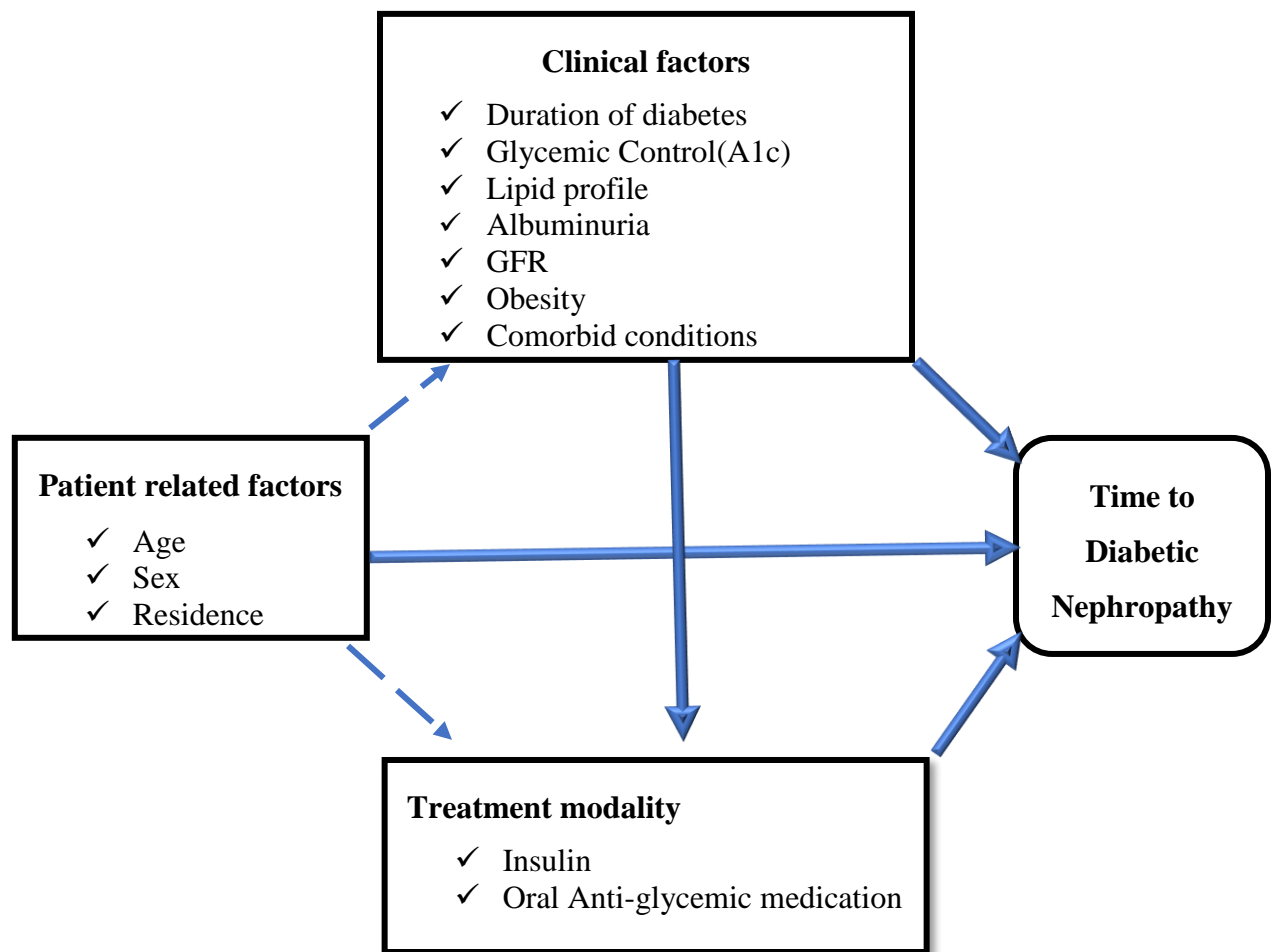 Clinical factors
✓ Duration of diabetes
✓ Glycemic Control(A1c)
✓ Lipid profile
✓ Albuminuria
✓ GFR
✓ Obesity
✓ Comorbid conditions
Patient related factors
✓ Age
✓ Sex
✓ Residence
Time to
Diabetic
Nephropathy
Treatment modality
✓ Insulin
✓ Oral Anti-glycemic medication